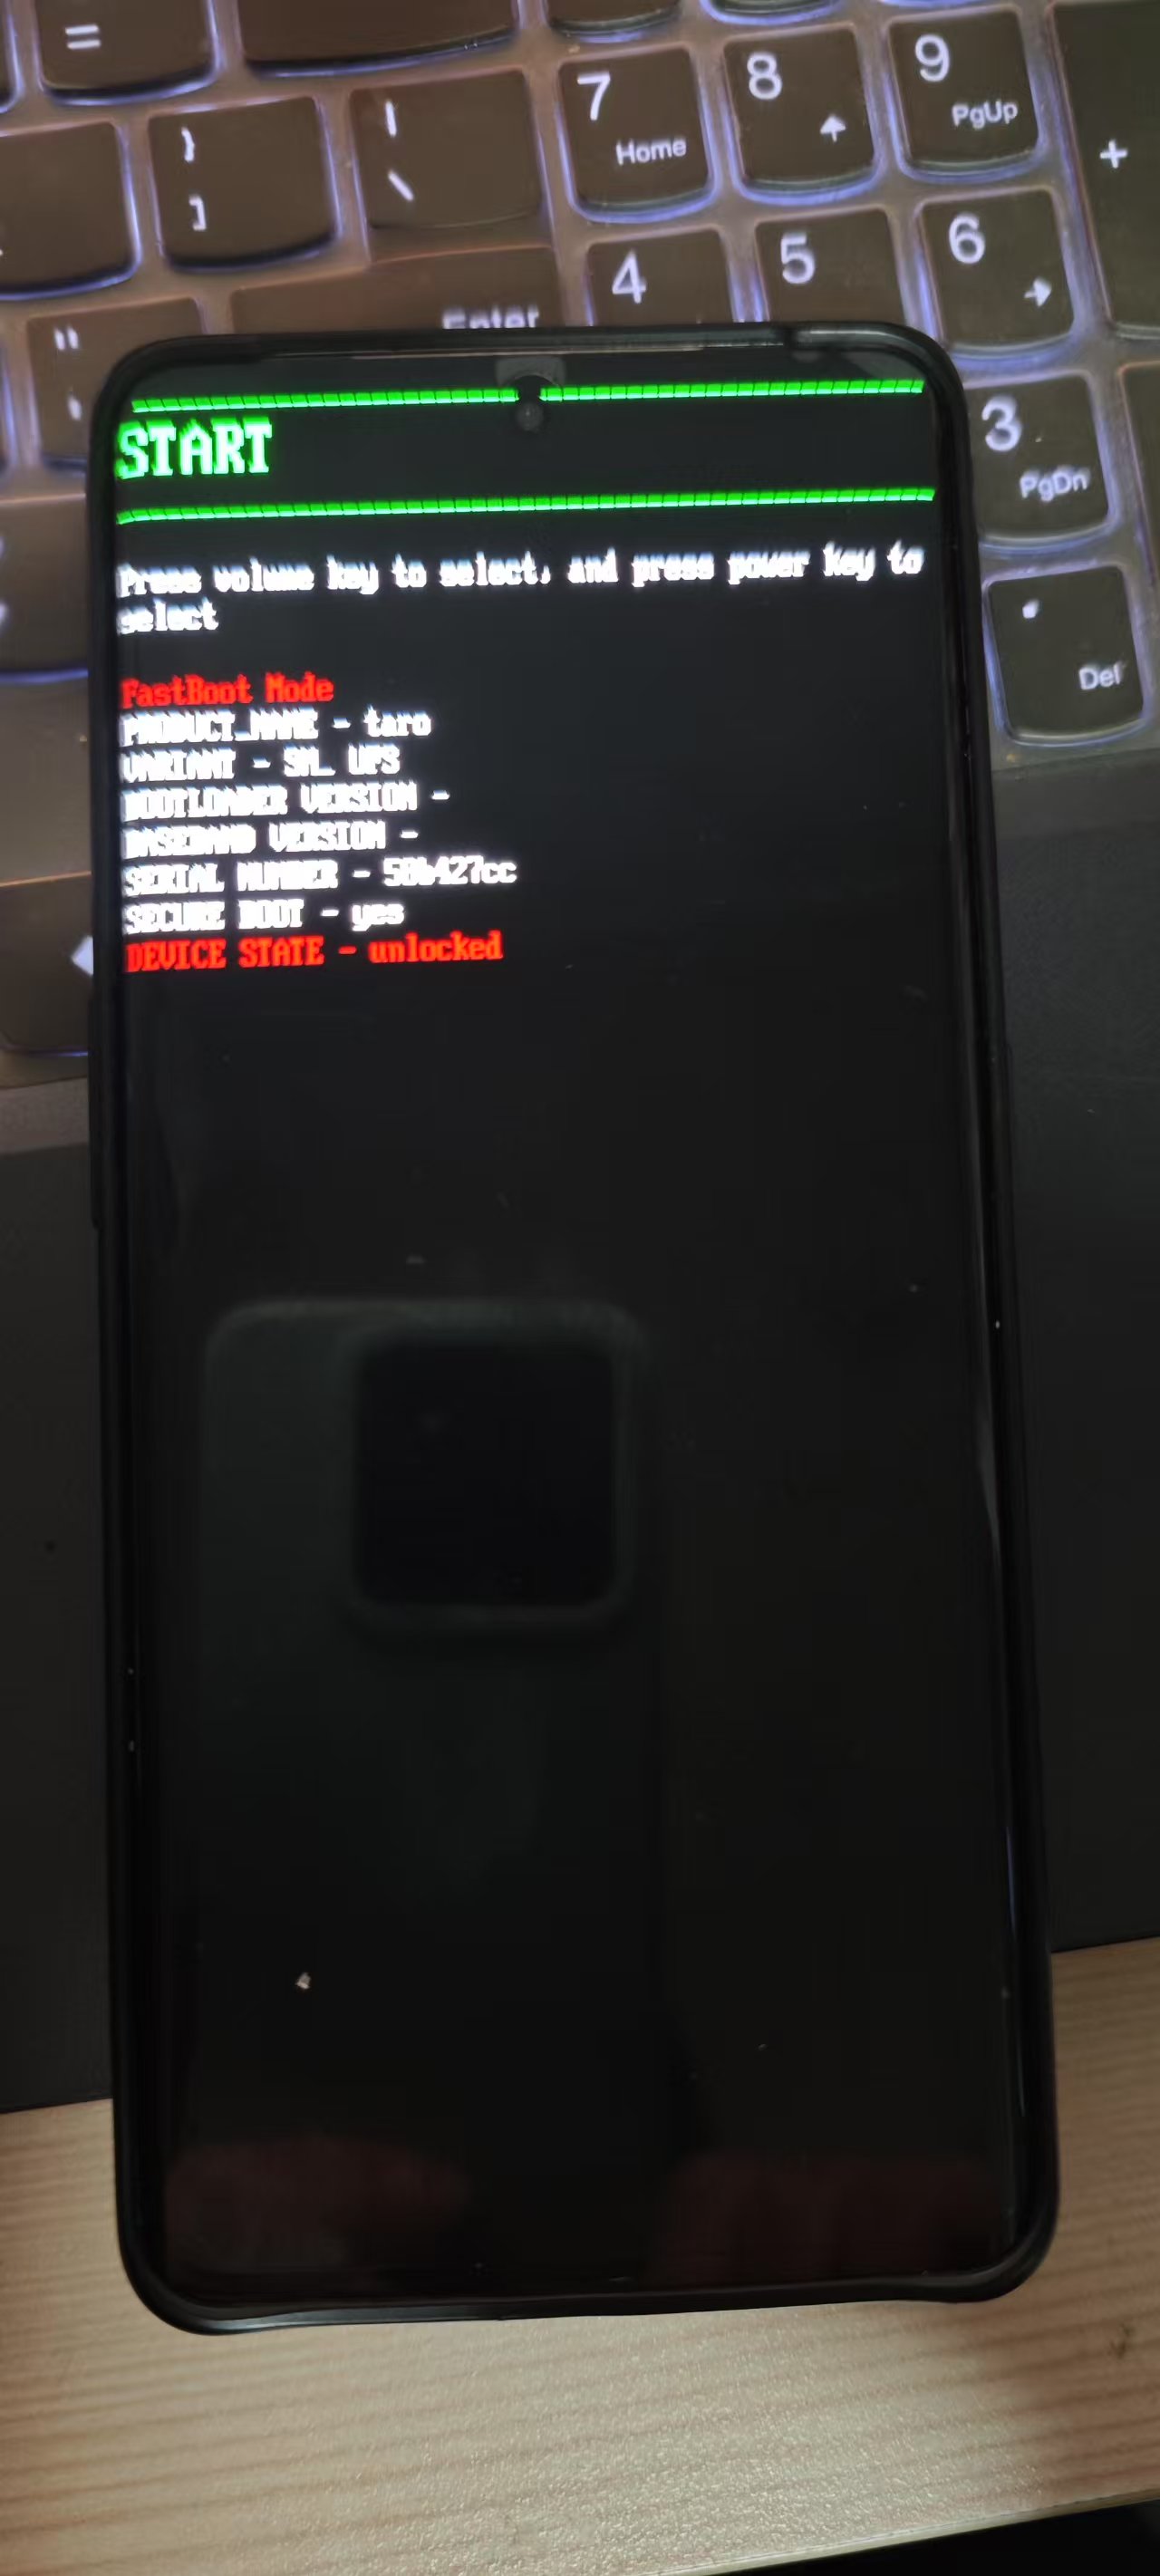 =
}
]
|
\
7
Home
8
9
PgUp
+
4
5
6
"
'
Enter
3
PgDn
.
Del
START
Press volume key to select, and press power key to
select
FastBoot Mode
PRODUCT_NAME - taro
VARIANT - SM_ UFS
BOOTLOADER VERSION -
BASEBAND VERSION -
SERIAL NUMBER - 50b427cc
SECURE BOOT - yes
DEVICE STATE - unlocked